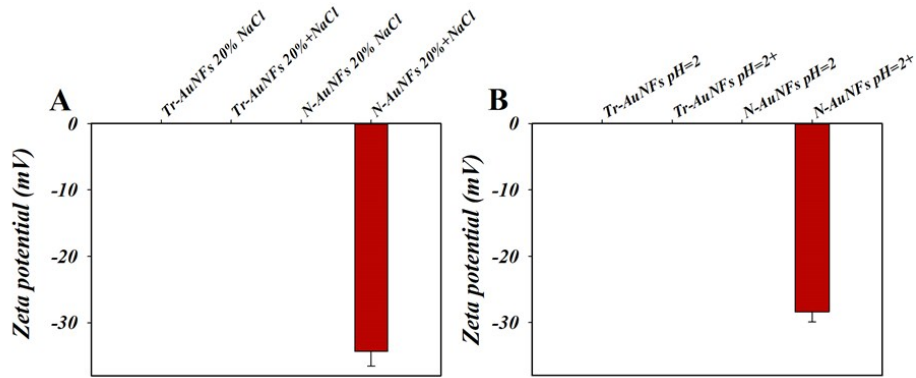 A
Tr-AuNFs 20% NaCl
Tr-AuNFs 20%+NaCl
N-AuNFs 20% NaCl
N-AuNFs 20%+NaCl
Zeta potential (mV)
0
-10
-20
-30
B
Tr-AuNFs pH=2
Tr-AuNFs pH=2+
N-AuNFs pH=2
N-AuNFs pH=2+
Zeta potential (mV)
0
-10
-20
-30